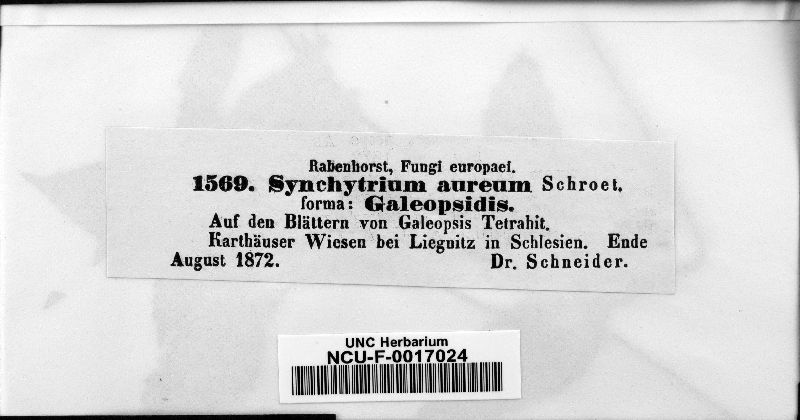 Rabenhorst, Fungi europaei.
1569. Synchytrium aureum Schroet.
forma: Galeopsidis.
Auf den Blättern von Galeopsis Tetrahit.
Karthäuser Wiesen bei Liegnitz in Schlesien. Ende
August 1872. Dr. Schneider.
UNC Herbarium
NCU-F-0017024